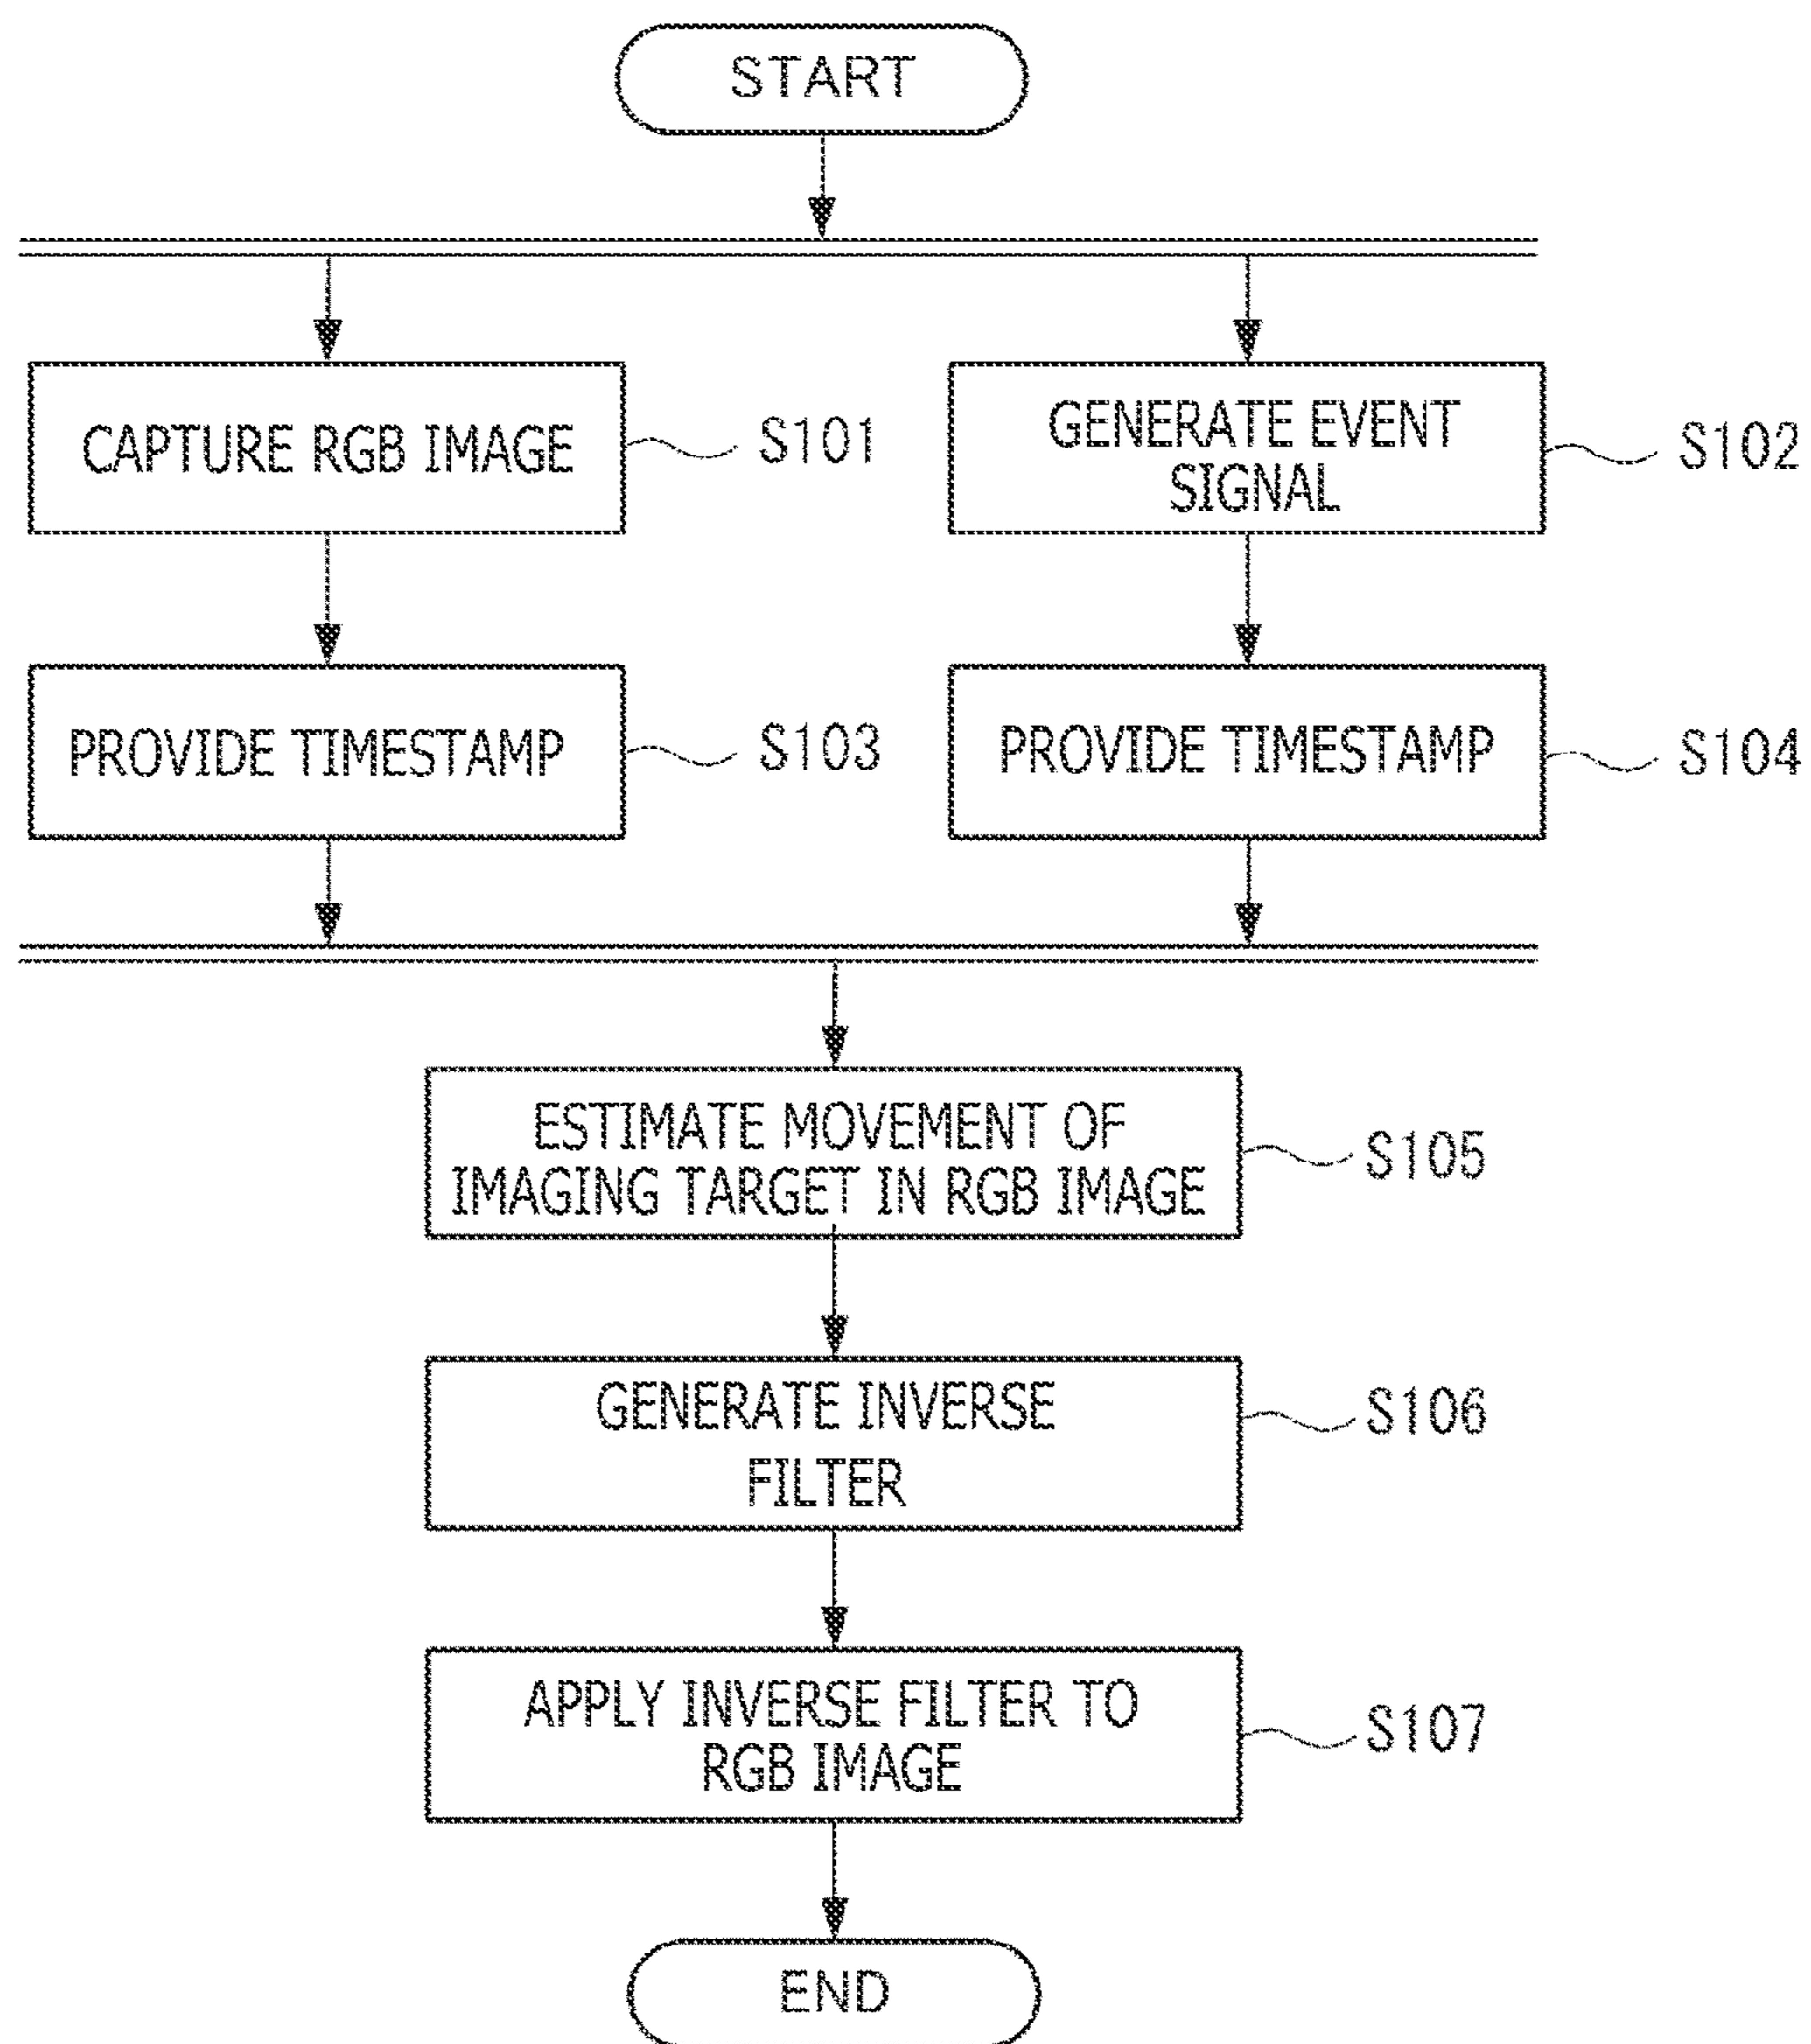 START
CAPTURE RGB IMAGE
S101
GENERATE EVENT
SIGNAL
S102
PROVIDE TIMESTAMP
S103
PROVIDE TIMESTAMP
S104
ESTIMATE MOVEMENT OF
IMAGING TARGET IN RGB IMAGE
S105
GENERATE INVERSE
FILTER
S106
APPLY INVERSE FILTER TO
RGB IMAGE
S107
END